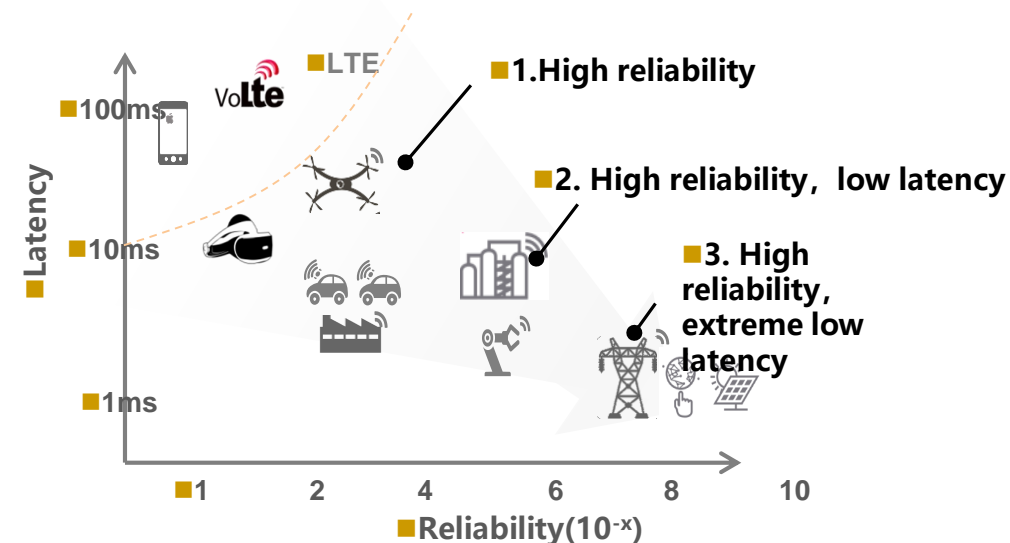 LTE
VoLte
1.High reliability
100ms
2. High reliability，low latency
Latency
10ms
3. High
reliability，
extreme low
latency
1ms
1 2 4 6 8 10
Reliability(10⁻ˣ)